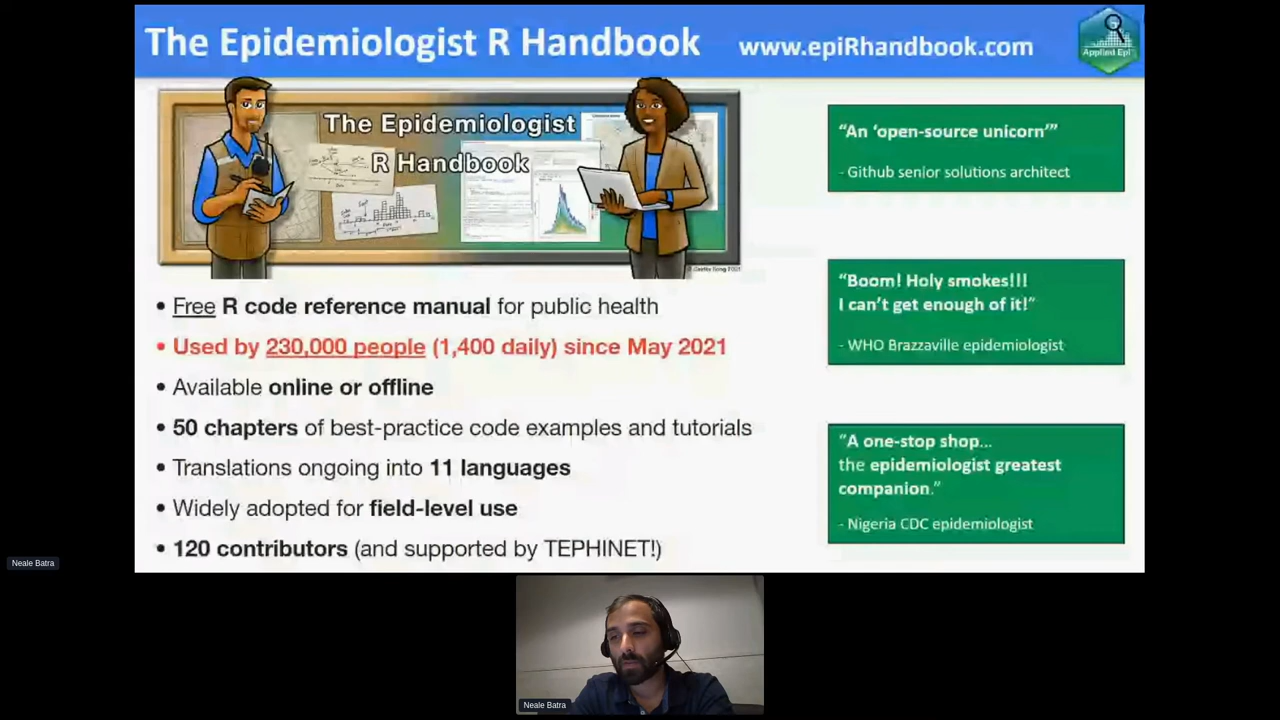 The Epidemiologist R Handbook www.epiRhandbook.com
Applied Epi
The Epidemiologist
R Handbook
• Free R code reference manual for public health
• Used by 230,000 people (1,400 daily) since May 2021
• Available online or offline
• 50 chapters of best-practice code examples and tutorials
• Translations ongoing into 11 languages
• Widely adopted for field-level use
• 120 contributors (and supported by TEPHINET!)
“An ‘open-source unicorn’”
- Github senior solutions architect
“Boom! Holy smokes!!!
I can’t get enough of it!”
- WHO Brazzaville epidemiologist
“A one-stop shop...
the epidemiologist greatest
companion.”
- Nigeria CDC epidemiologist
Neale Batra
Neale Batra